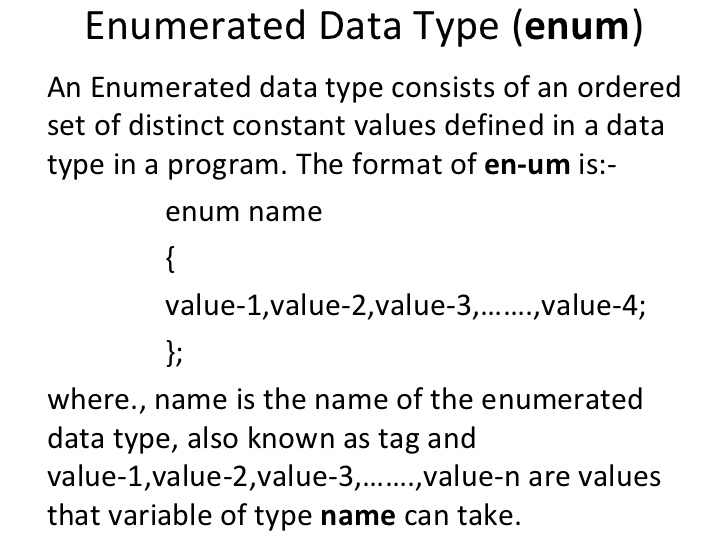 Enumerated Data Type (enum)
An Enumerated data type consists of an ordered
set of distinct constant values defined in a data
type in a program. The format of en-um is:-
enum name
{
value-1,value-2,value-3,…….,value-4;
};
where., name is the name of the enumerated
data type, also known as tag and
value-1,value-2,value-3,…….,value-n are values
that variable of type name can take.